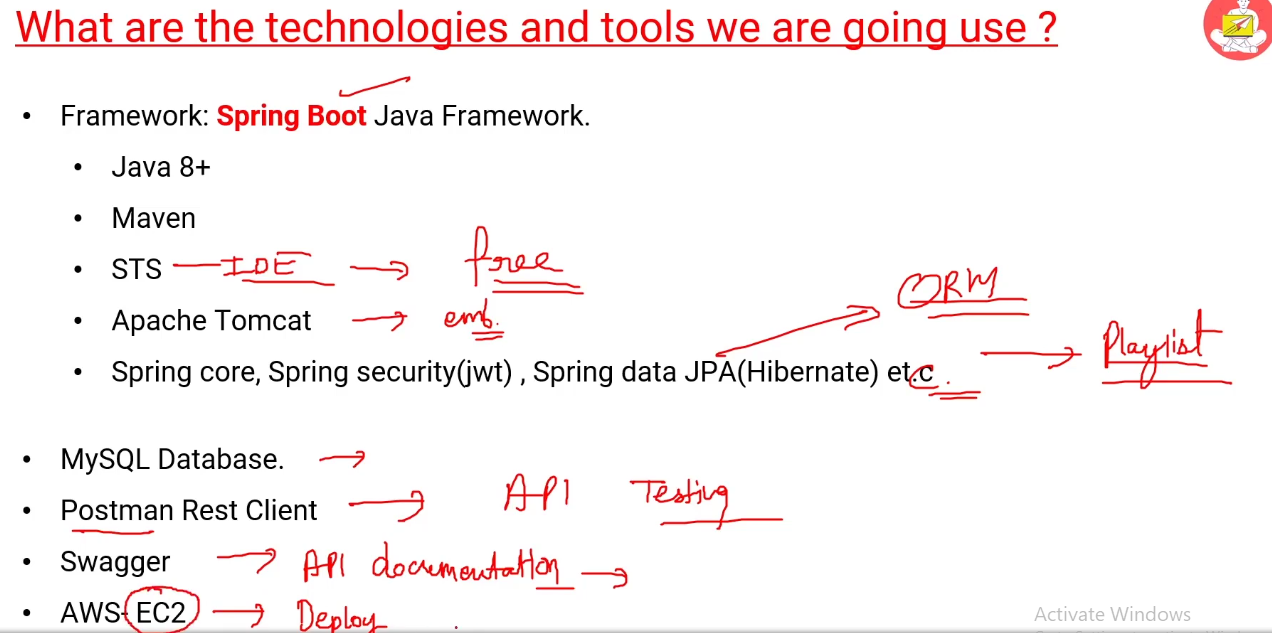 What are the technologies and tools we are going use ?
• Framework: Spring Boot Java Framework.
• Java 8+
• Maven
• STS — IDE → free
• Apache Tomcat → emb.
ORM
• Spring core, Spring security(jwt) , Spring data JPA(Hibernate) et.c → Playlist
• MySQL Database. →
• Postman Rest Client → API Testing
• Swagger → API documentation →
• AWS- EC2 → Deploy
Activate Windows